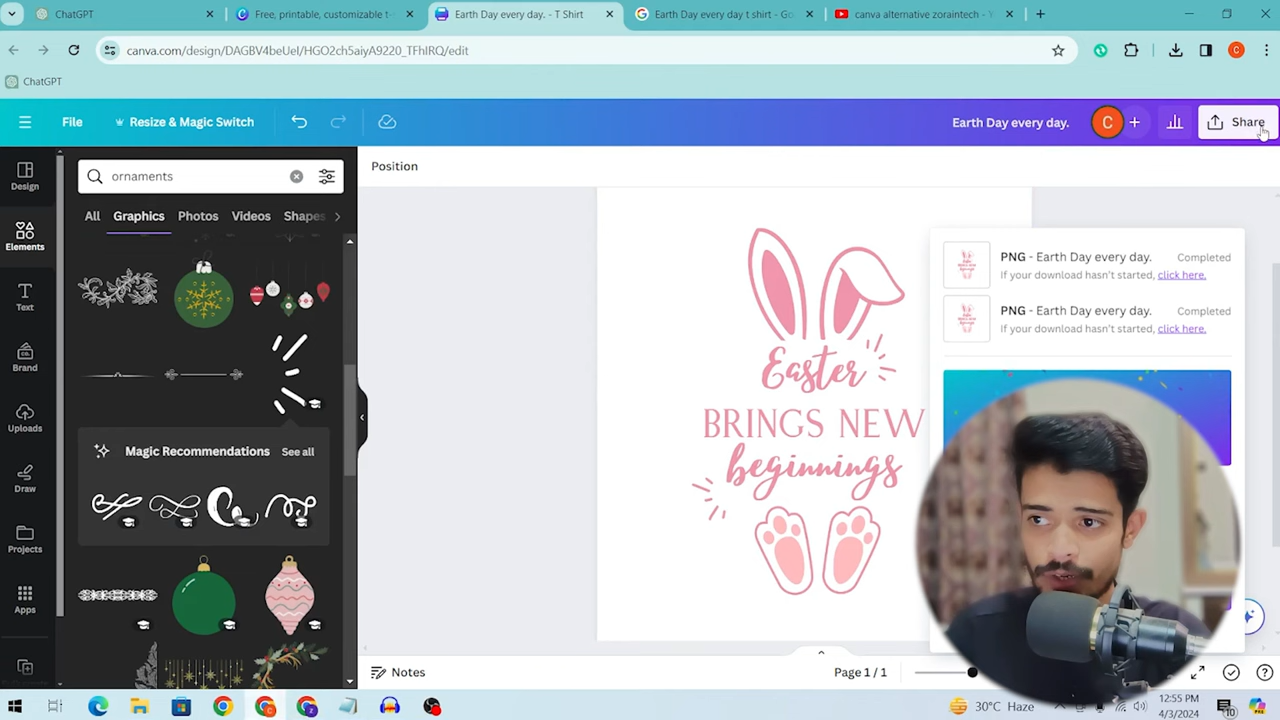 ChatGPT
Free, printable, customizable t-
Earth Day every day. - T Shirt
Earth Day every day t shirt - Go
canva alternative zoraintech - Y
canva.com/design/DAGBV4beUeI/HGO2ch5aiyA9220_TFhIRQ/edit
C
ChatGPT
File
Resize & Magic Switch
Earth Day every day.
C
Share
Design
Elements
Text
Brand
Uploads
Draw
Projects
Apps
ornaments
All
Graphics
Photos
Videos
Shapes
Magic Recommendations
See all
Position
Easter
BRINGS NEW
beginnings
PNG - Earth Day every day.
Completed
If your download hasn't started, click here.
PNG - Earth Day every day.
Completed
If your download hasn't started, click here.
Notes
Page 1 / 1
30°C Haze
12:55 PM
4/3/2024
10